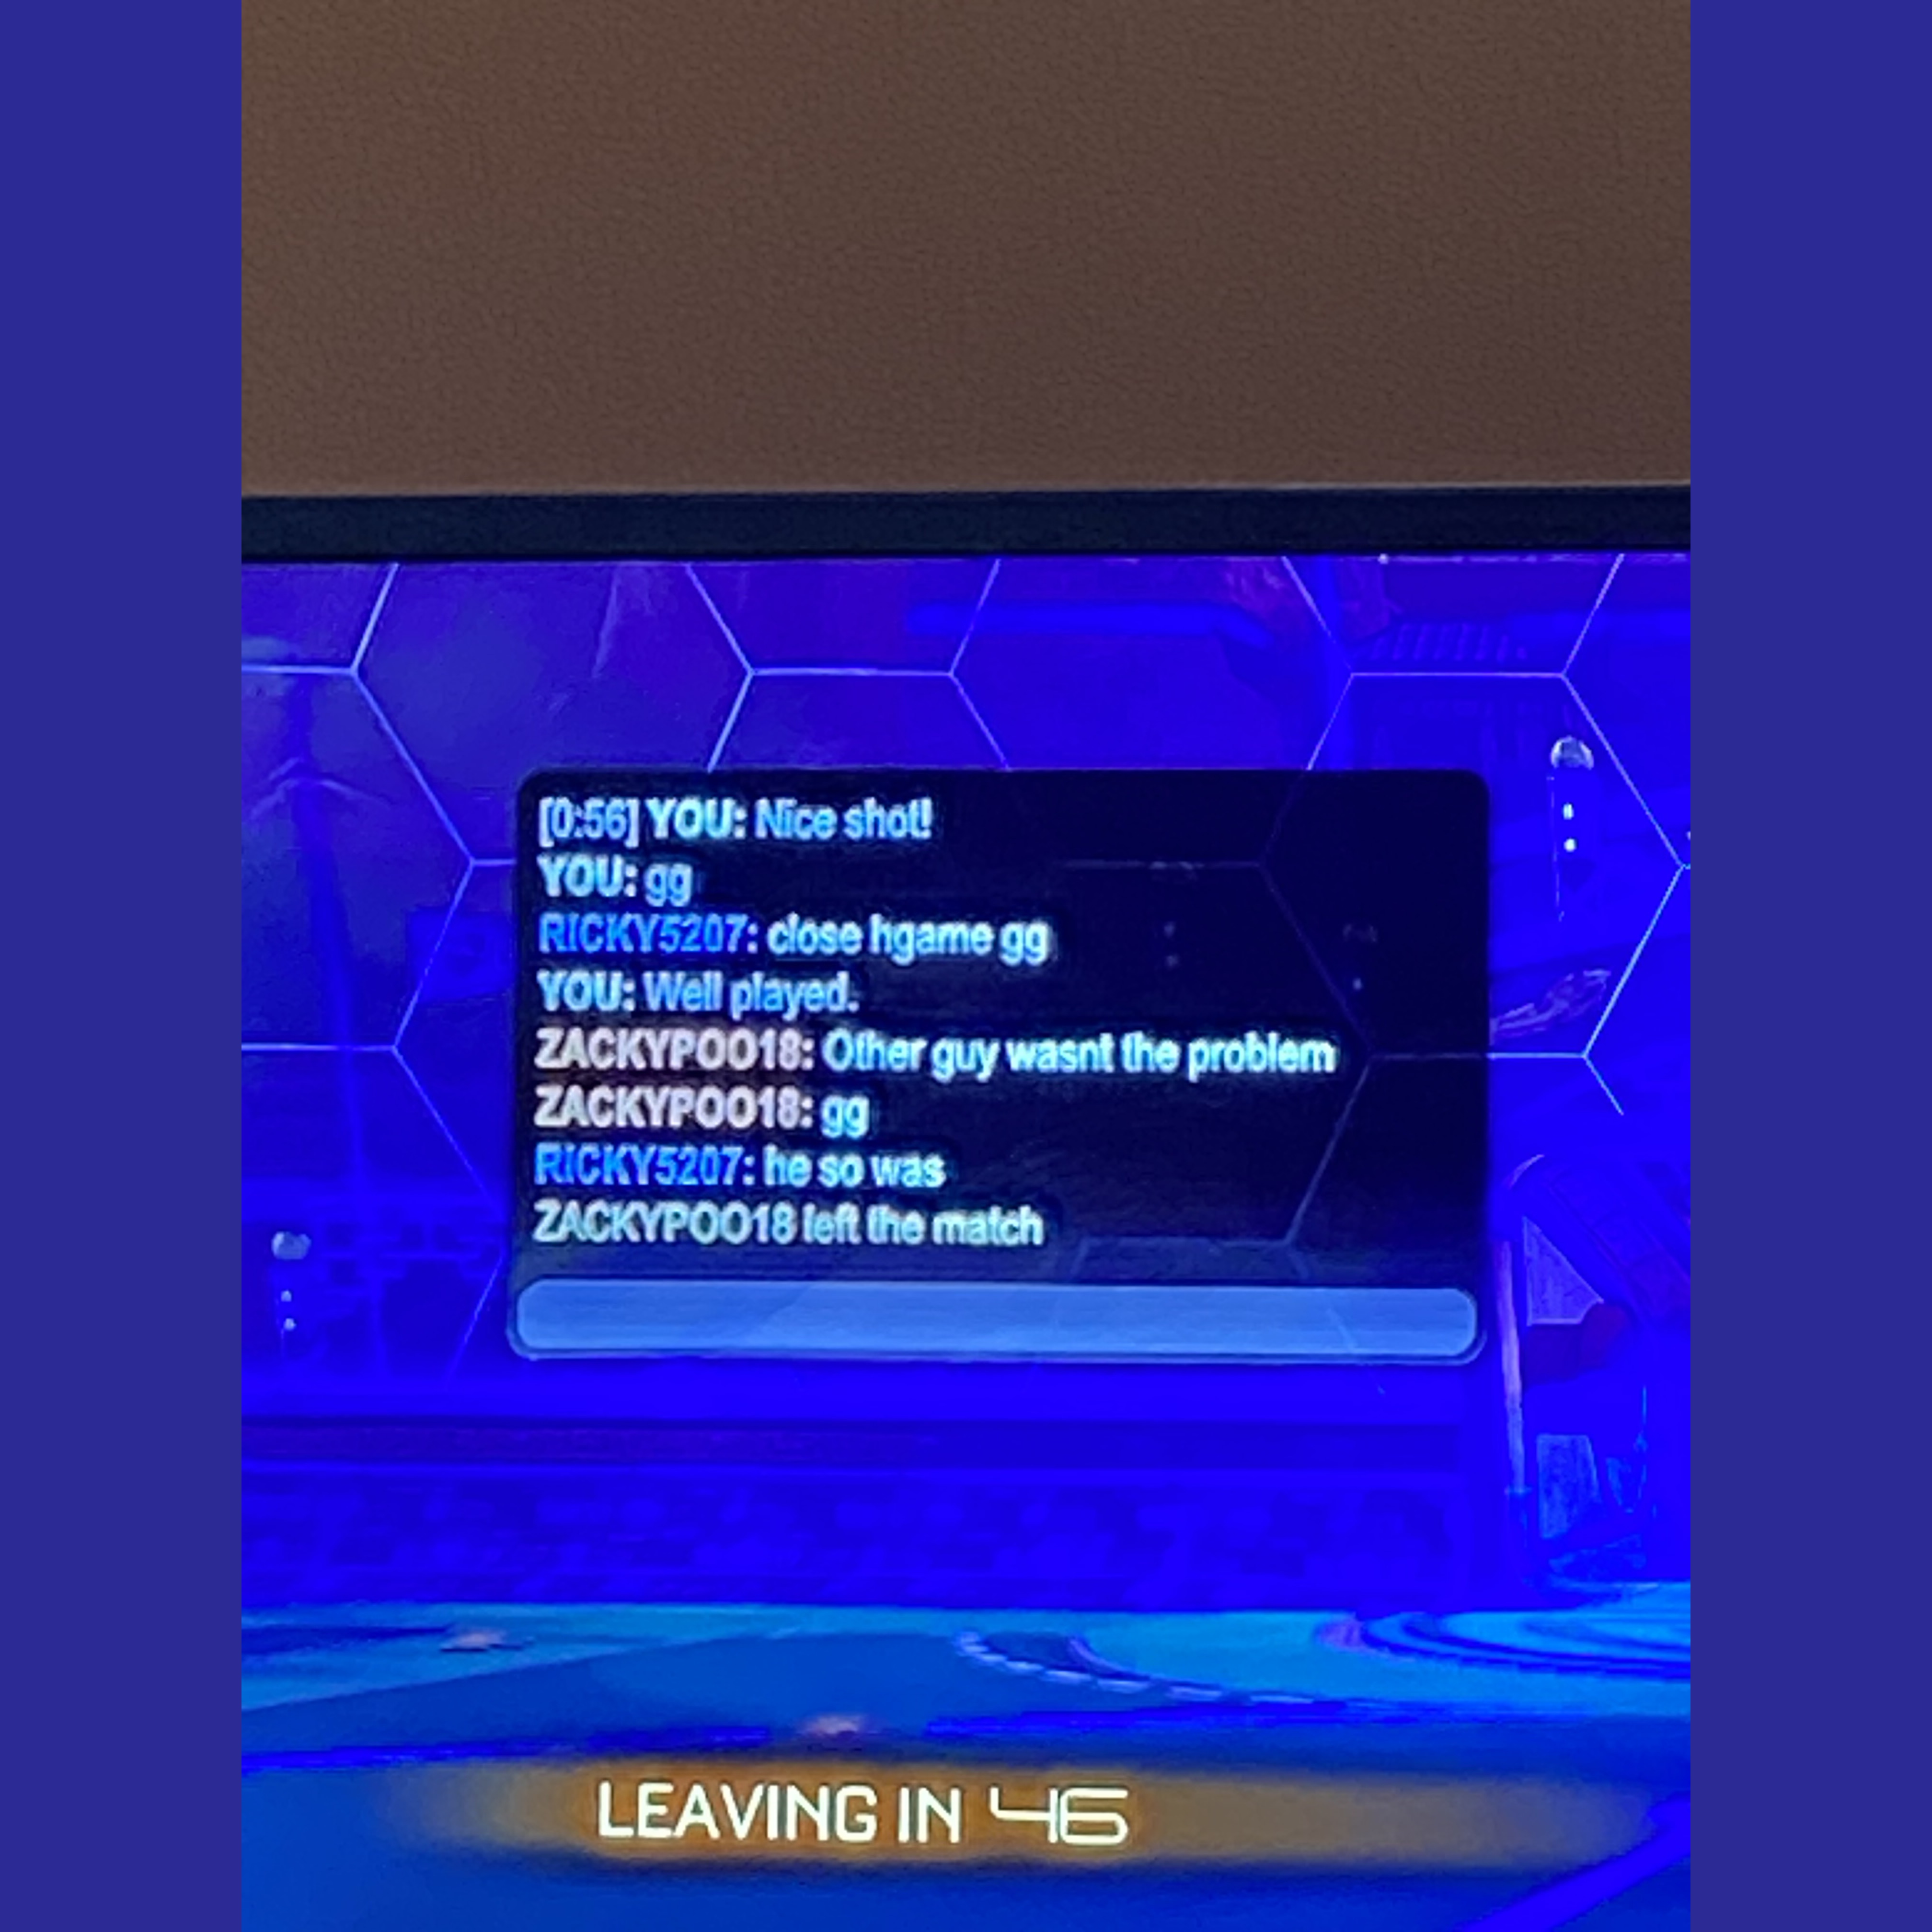 [0:56] YOU: Nice shot!
YOU: gg
RICKY5207: close hgame gg
YOU: Well played.
ZACKYPOO18: Other guy wasnt the problem
ZACKYPOO18: gg
RICKY5207: he so was
ZACKYPOO18 left the match
LEAVING IN 46